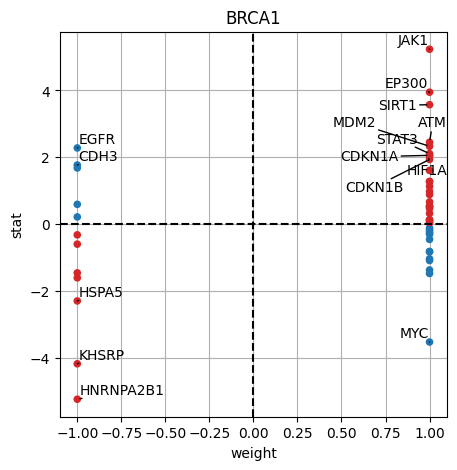 BRCA1
JAK1
EP300
SIRT1
MDM2
ATM
STAT3
CDKN1A
HIF1A
CDKN1B
EGFR
CDH3
HSPA5
KHSRP
HNRNPA2B1
MYC
4
2
0
−2
−4
stat
−1.00 −0.75 −0.50 −0.25 0.00 0.25 0.50 0.75 1.00
weight